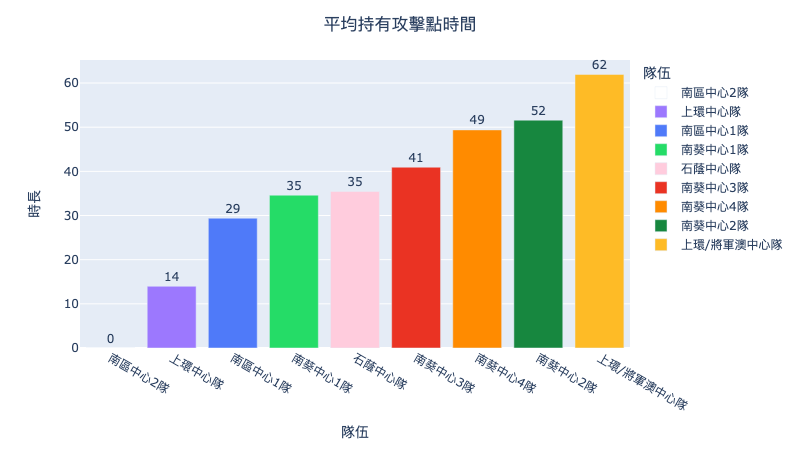 平均持有攻擊點時間
時長
60
50
40
30
20
10
0
0
14
29
35
35
41
49
52
62
南區中心2隊
上環中心隊
南區中心1隊
南葵中心1隊
石蔭中心隊
南葵中心3隊
南葵中心4隊
南葵中心2隊
上環/將軍澳中心隊
隊伍
隊伍
南區中心2隊
上環中心隊
南區中心1隊
南葵中心1隊
石蔭中心隊
南葵中心3隊
南葵中心4隊
南葵中心2隊
上環/將軍澳中心隊